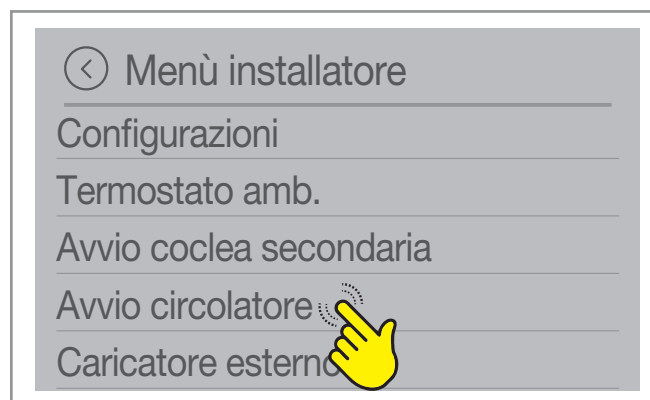 Menù installatore
Configurazioni
Termostato amb.
Avvio coclea secondaria
Avvio circolatore
Caricatore esterno